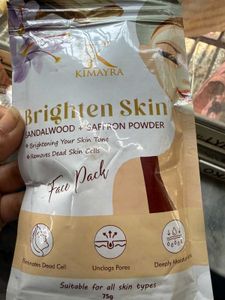 KIMAYRA
Brighten Skin
SANDALWOOD + SAFFRON POWDER
Brightening Your Skin Tone
Removes Dead Skin Cells
Face Pack
Eliminates Dead Cell
Unclogs Pores
Deeply Moisturizes
Suitable for all skin types
75g